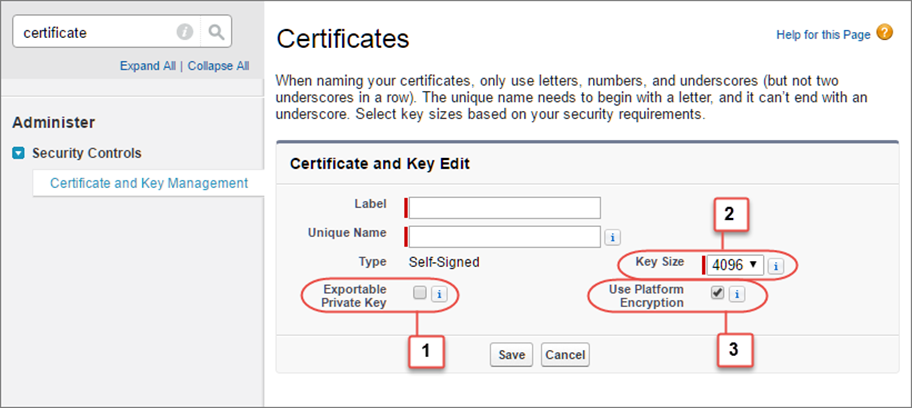 certificate
Expand All | Collapse All
Administer
Security Controls
Certificate and Key Management
Certificates
Help for this Page ?
When naming your certificates, only use letters, numbers, and underscores (but not two
underscores in a row). The unique name needs to begin with a letter, and it can't end with an
underscore. Select key sizes based on your security requirements.
Certificate and Key Edit
Label
2
Unique Name i
Type Self-Signed
Key Size 4096 i
Exportable
Private Key i
Use Platform
Encryption i
1
3
Save Cancel